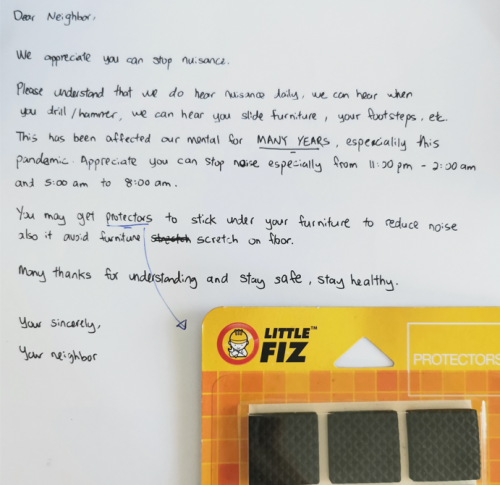 Dear Neighbor,
We appreciate you can stop nuisance.
Please understand that we do hear nuisance daily, we can hear when
you drill/hammer, we can hear you slide furniture, your footsteps, etc.
This has been affected our mental for MANY YEARS, especially this
pandemic. Appreciate you can stop noise especially from 11:00 pm - 2:00 am
and 5:00 am to 8:00 am.
You may get protectors to stick under your furniture to reduce noise
also it avoid furniture scretch on floor.
Many thanks for understanding and stay safe, stay healthy.
Your sincerely,
Your neighbor
LITTLE™
FIZ
PROTECTORS